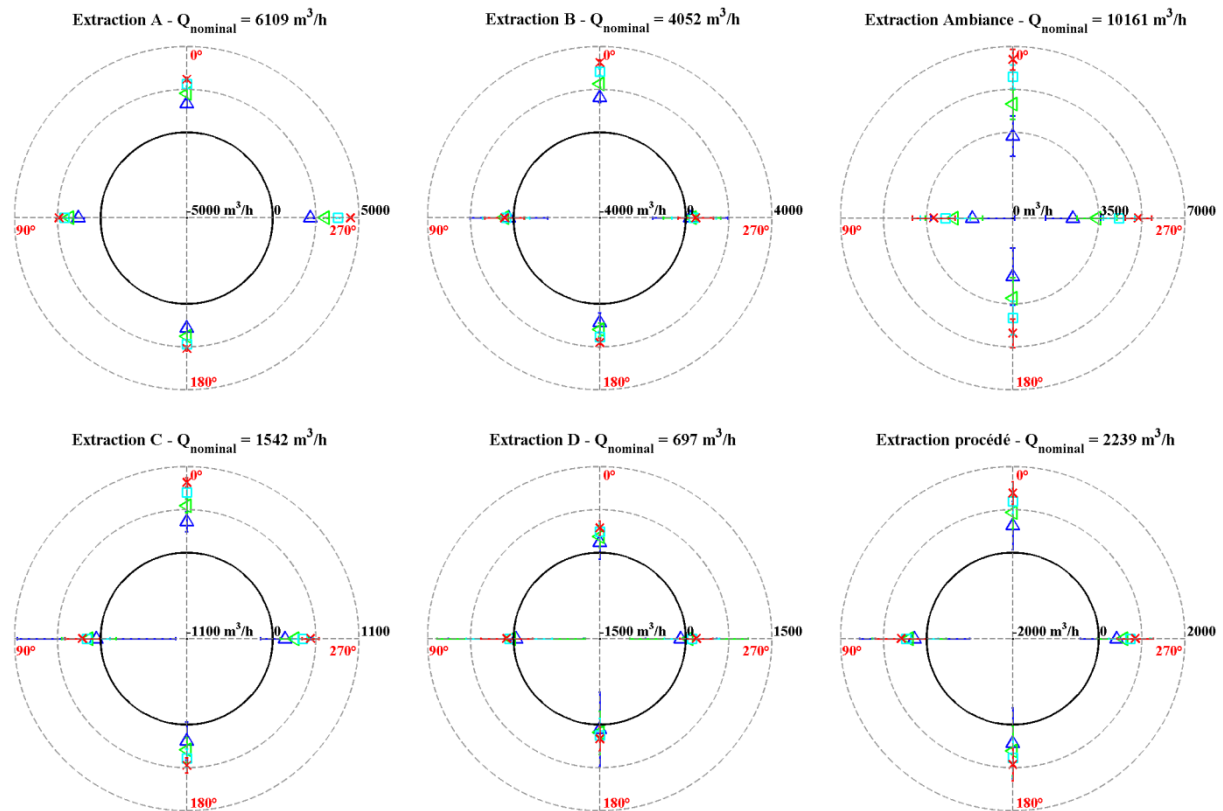 Extraction A - Qnominal = 6109 m³/h
0°
-5000 m³/h 0 5000
90° 270°
180°
Extraction B - Qnominal = 4052 m³/h
0°
-4000 m³/h 0 4000
90° 270°
180°
Extraction Ambiance - Qnominal = 10161 m³/h
0°
0 m³/h 3500 7000
90° 270°
180°
Extraction C - Qnominal = 1542 m³/h
0°
-1100 m³/h 0 1100
90° 270°
180°
Extraction D - Qnominal = 697 m³/h
0°
-1500 m³/h 0 1500
90° 270°
180°
Extraction procédé - Qnominal = 2239 m³/h
0°
-2000 m³/h 0 2000
90° 270°
180°